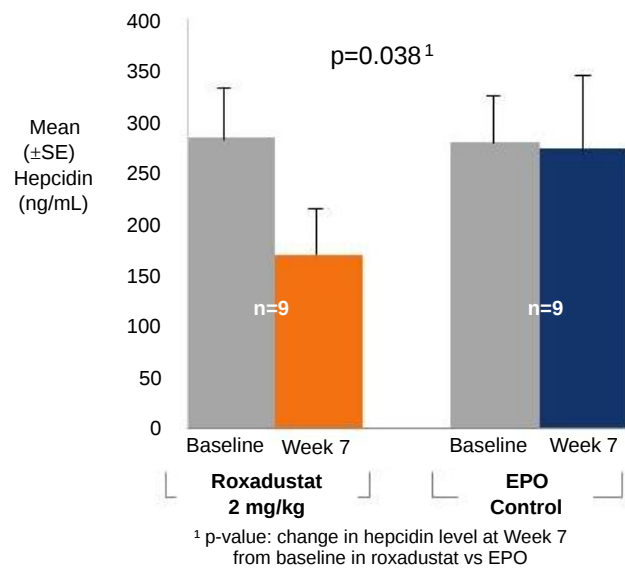 400
350
300
250
200
150
100
50
0
Mean
(±SE)
Hepcidin
(ng/mL)
p=0.038¹
n=9
n=9
Baseline Week 7 Baseline Week 7
Roxadustat
2 mg/kg
EPO
Control
¹ p-value: change in hepcidin level at Week 7
from baseline in roxadustat vs EPO